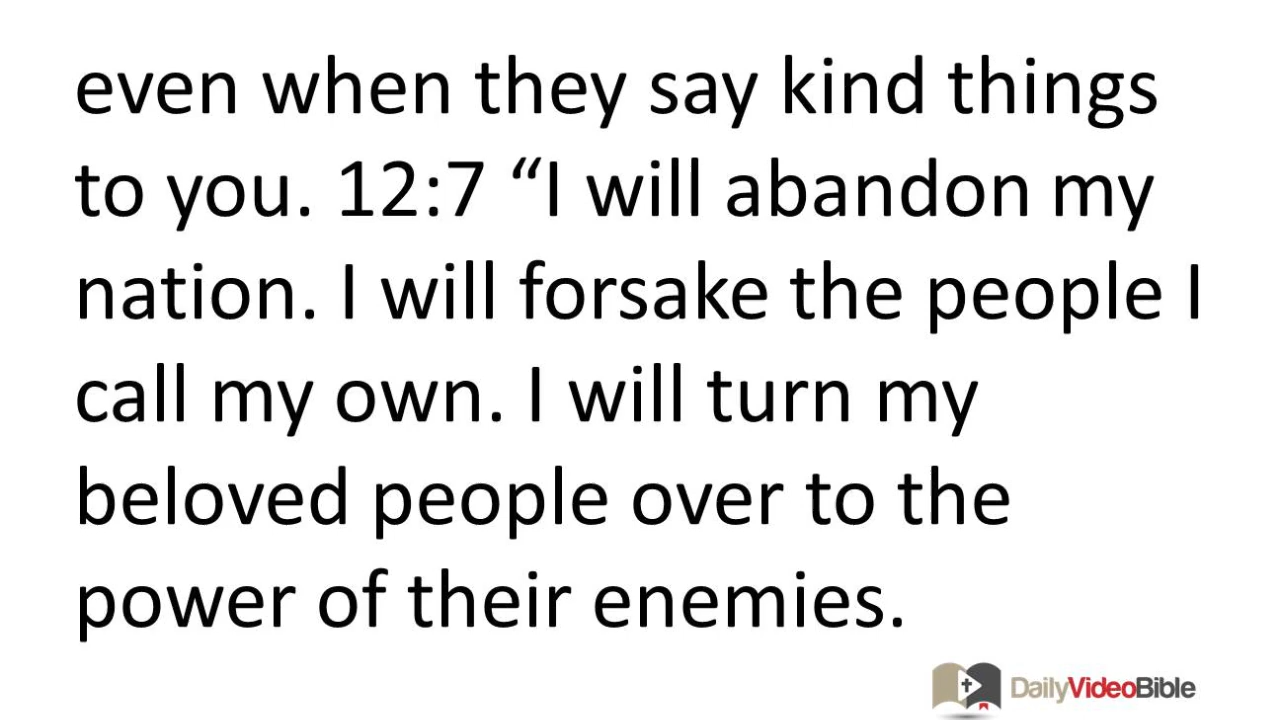 even when they say kind things
to you. 12:7 “I will abandon my
nation. I will forsake the people I
call my own. I will turn my
beloved people over to the
power of their enemies.
DailyVideoBible